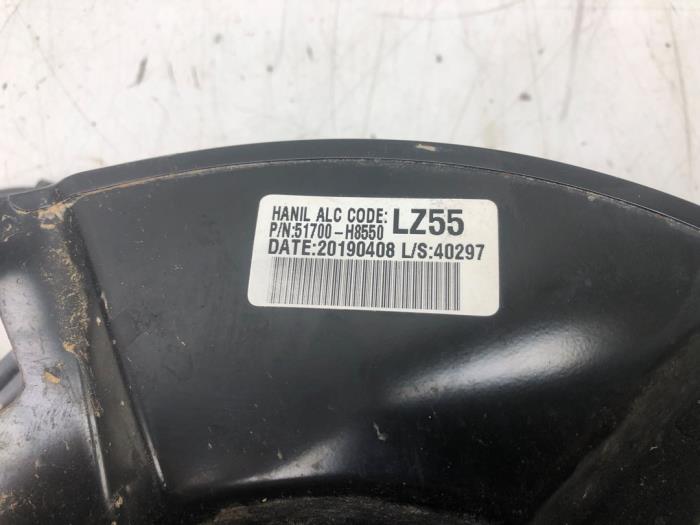 HANIL ALC CODE: LZ55
P/N:51700-H8550
DATE:20190408 L/S:40297